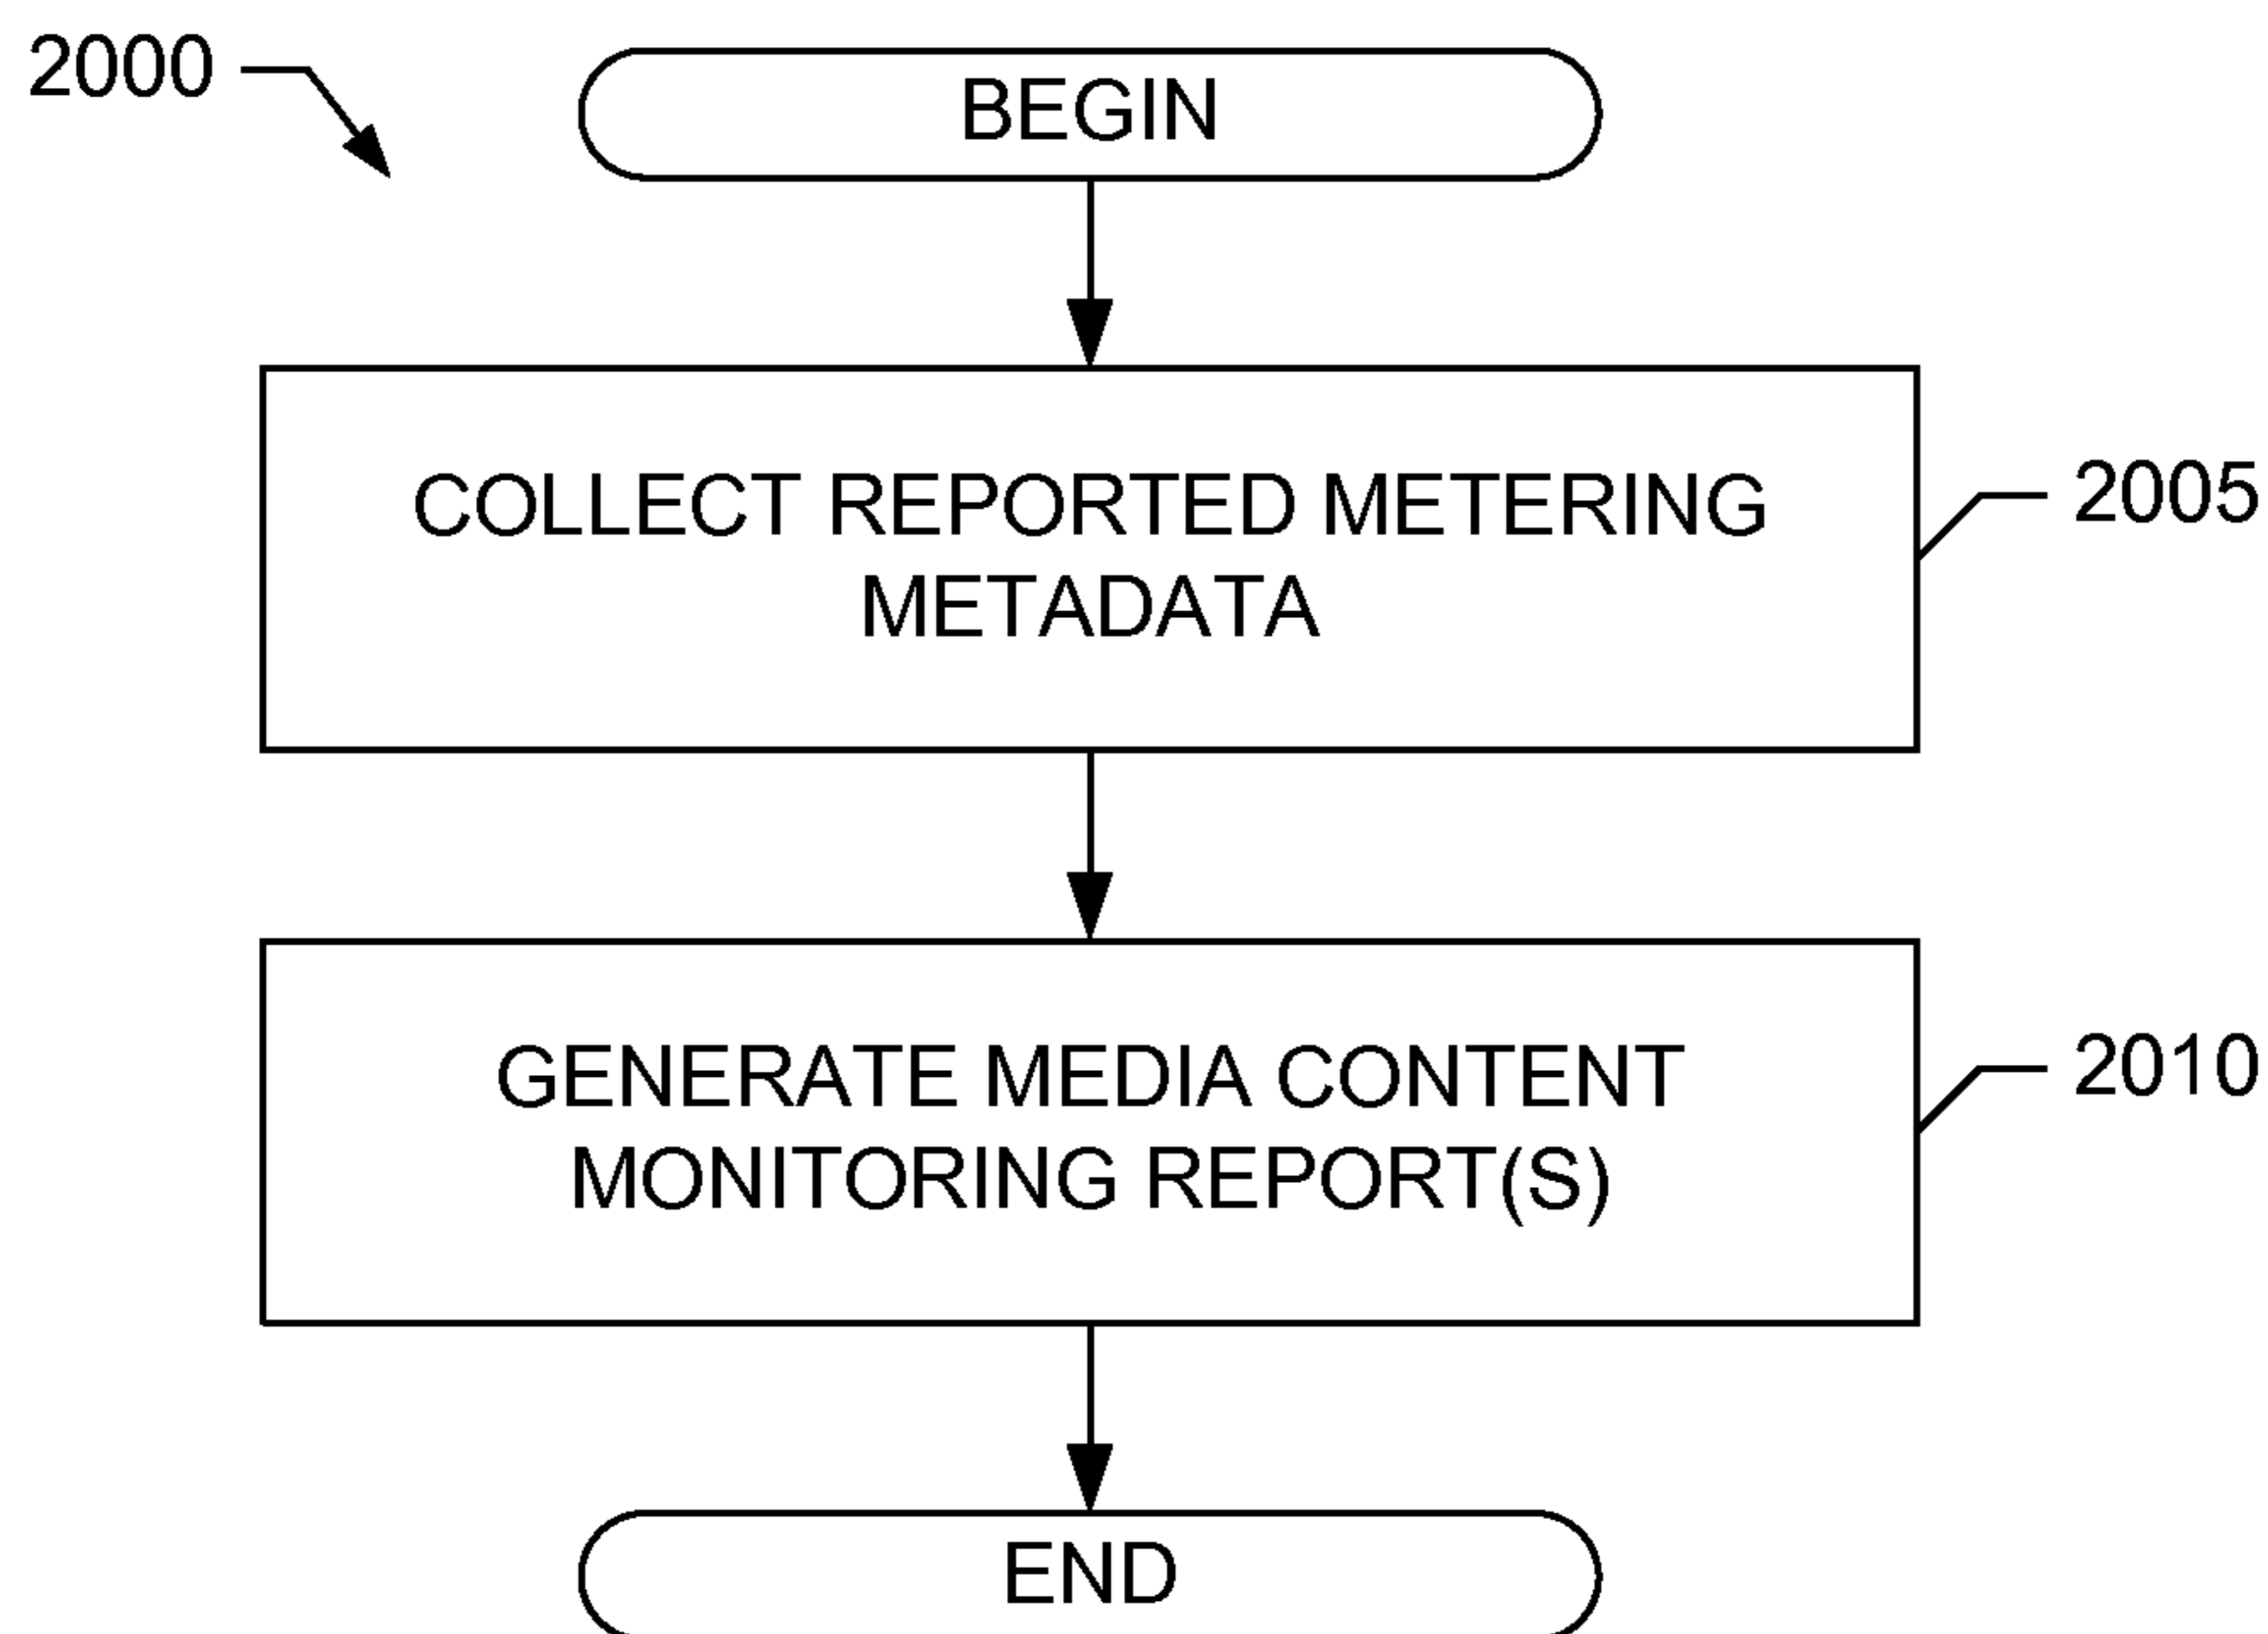 2000
BEGIN
COLLECT REPORTED METERING
METADATA
2005
GENERATE MEDIA CONTENT
MONITORING REPORT(S)
2010
END